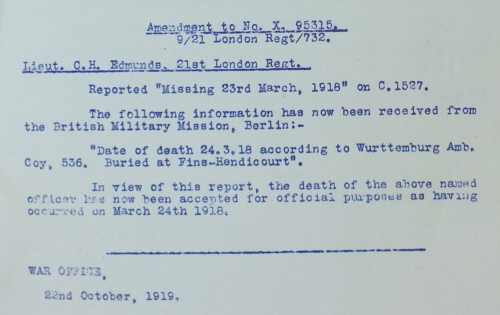 Amendment to No. X. 95315.
9/21 London Regt/732.
Lieut. C.H. Edmunds. 21st London Regt.
Reported "Missing 23rd March, 1918" on C.1527.
The following information has now been received from
the British Military Mission, Berlin:-
"Date of death 24.3.18 according to Wurttemburg Amb.
Coy, 536. Buried at Fins-Hendicourt".
In view of this report, the death of the above named
officer has now been accepted for official purposes as having
occurred on March 24th 1918.
WAR OFFICE,
22nd October, 1919.